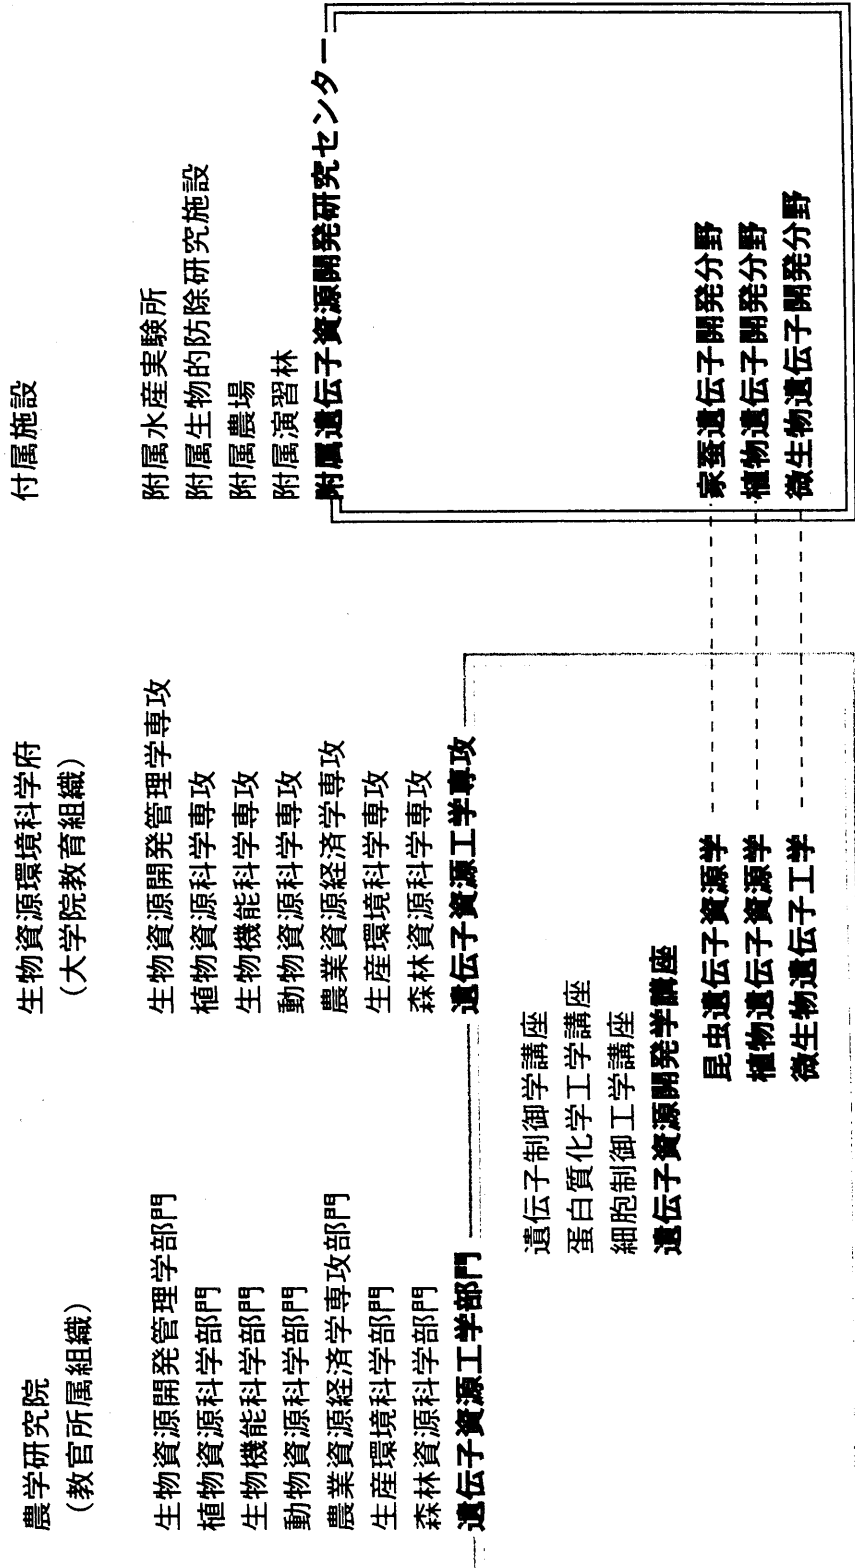 農学研究院
(教官所属組織)
生物資源開発管理学部門
植物資源科学部門
生物機能科学部門
動物資源科学部門
農業資源経済学専攻部門
生産環境科学部門
森林資源科学部門
遺伝子資源工学部門
生物資源環境科学府
(大学院教育組織)
生物資源開発管理学専攻
植物資源科学専攻
生物機能科学専攻
動物資源科学専攻
農業資源経済学専攻
生産環境科学専攻
森林資源科学専攻
遺伝子資源工学専攻
遺伝子制御学講座
蛋白質化学工学講座
細胞制御工学講座
遺伝子資源開発学講座
昆虫遺伝子資源学
植物遺伝子資源学
微生物遺伝子工学
付属施設
附属水産実験所
附属生物的防除研究施設
附属農場
附属演習林
附属遺伝子資源開発研究センター
家蚕遺伝子開発分野
植物遺伝子開発分野
微生物遺伝子開発分野